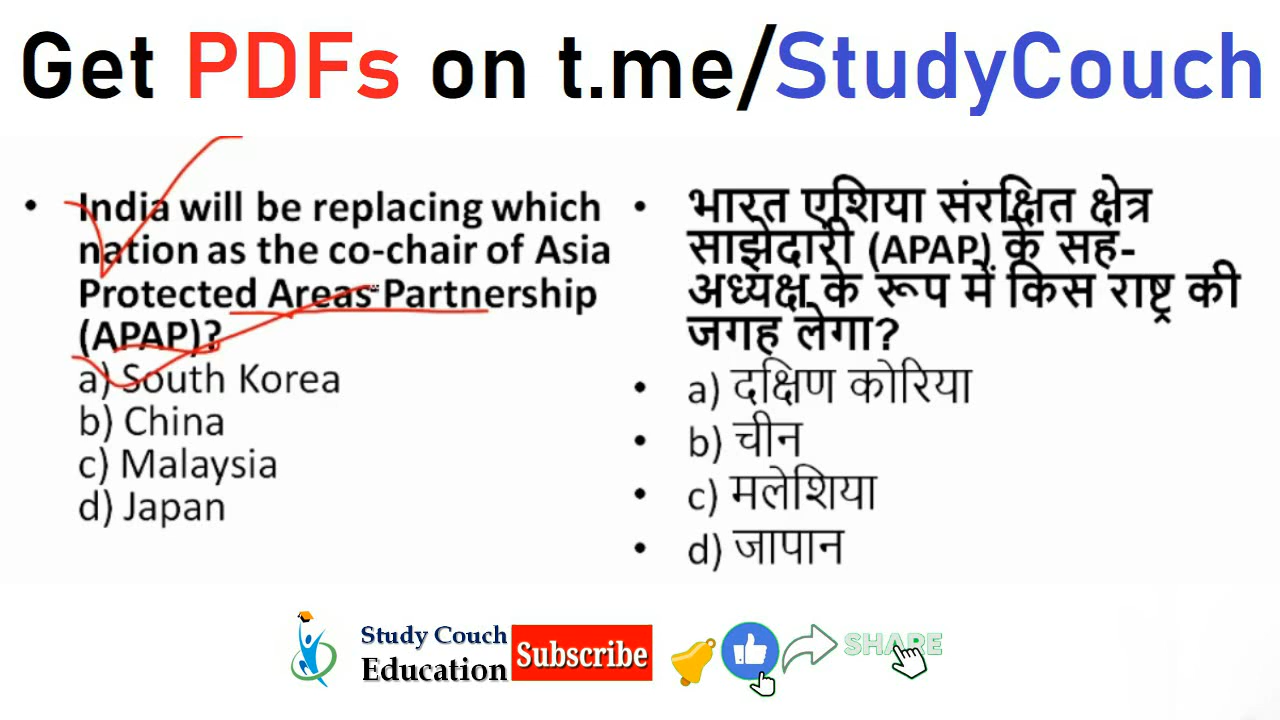 Get PDFs on t.me/StudyCouch
• India will be replacing which
nation as the co-chair of Asia
Protected Areas Partnership
(APAP)?
a) South Korea
b) China
c) Malaysia
d) Japan
• भारत एशिया संरक्षित क्षेत्र
साझेदारी (APAP) के सह-
अध्यक्ष के रूप में किस राष्ट्र की
जगह लेगा?
• a) दक्षिण कोरिया
• b) चीन
• c) मलेशिया
• d) जापान
Study Couch
Education
Subscribe
SHARE